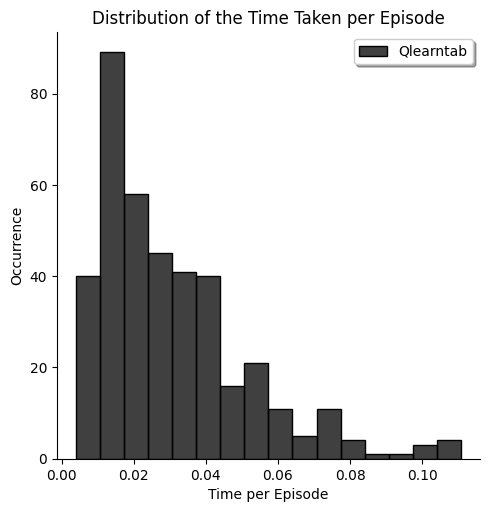 Distribution of the Time Taken per Episode
Qlearntab
80
60
40
20
0
Occurrence
0.00 0.02 0.04 0.06 0.08 0.10
Time per Episode